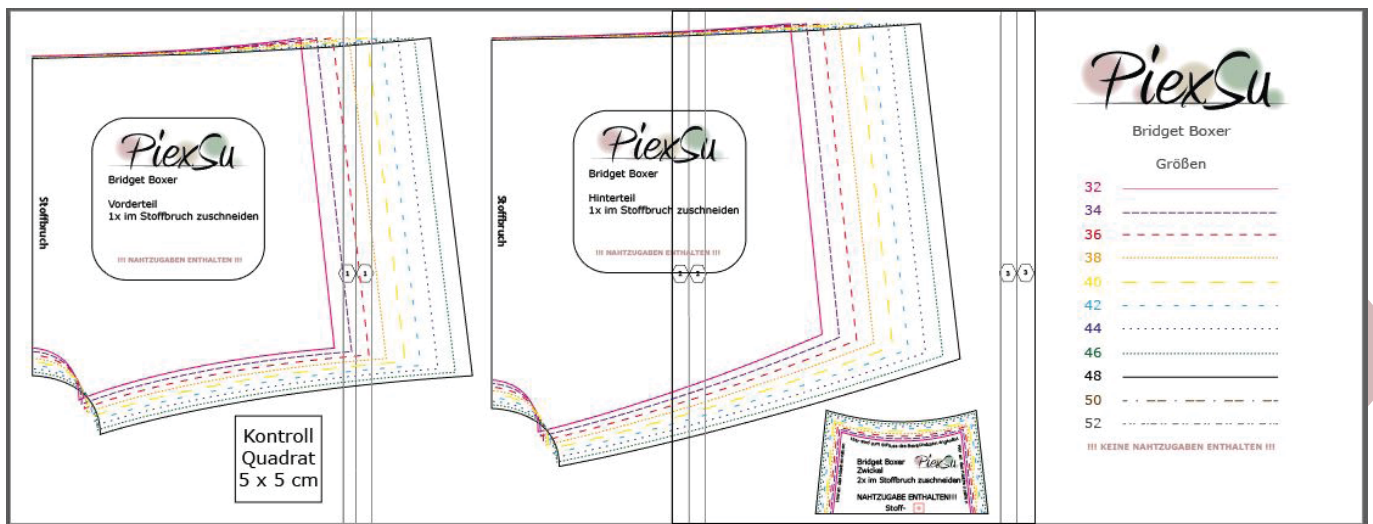 PiexSu
Bridget Boxer
Vorderteil
1x im Stoffbruch zuschneiden
!!! NAHTZUGABEN ENTHALTEN !!!
Stoffbruch
1 1
Kontroll
Quadrat
5 x 5 cm
PiexSu
Bridget Boxer
Hinterteil
1x im Stoffbruch zuschneiden
!!! NAHTZUGABEN ENTHALTEN !!!
Stoffbruch
2 2
3 3
Bridget Boxer PiexSu
Zwickel
2x im Stoffbruch zuschneiden
NAHTZUGABE ENTHALTEN!!!
Stoff-
PiexSu
Bridget Boxer
Größen
32
34
36
38
40
42
44
46
48
50
52
!!! KEINE NAHTZUGABEN ENTHALTEN !!!